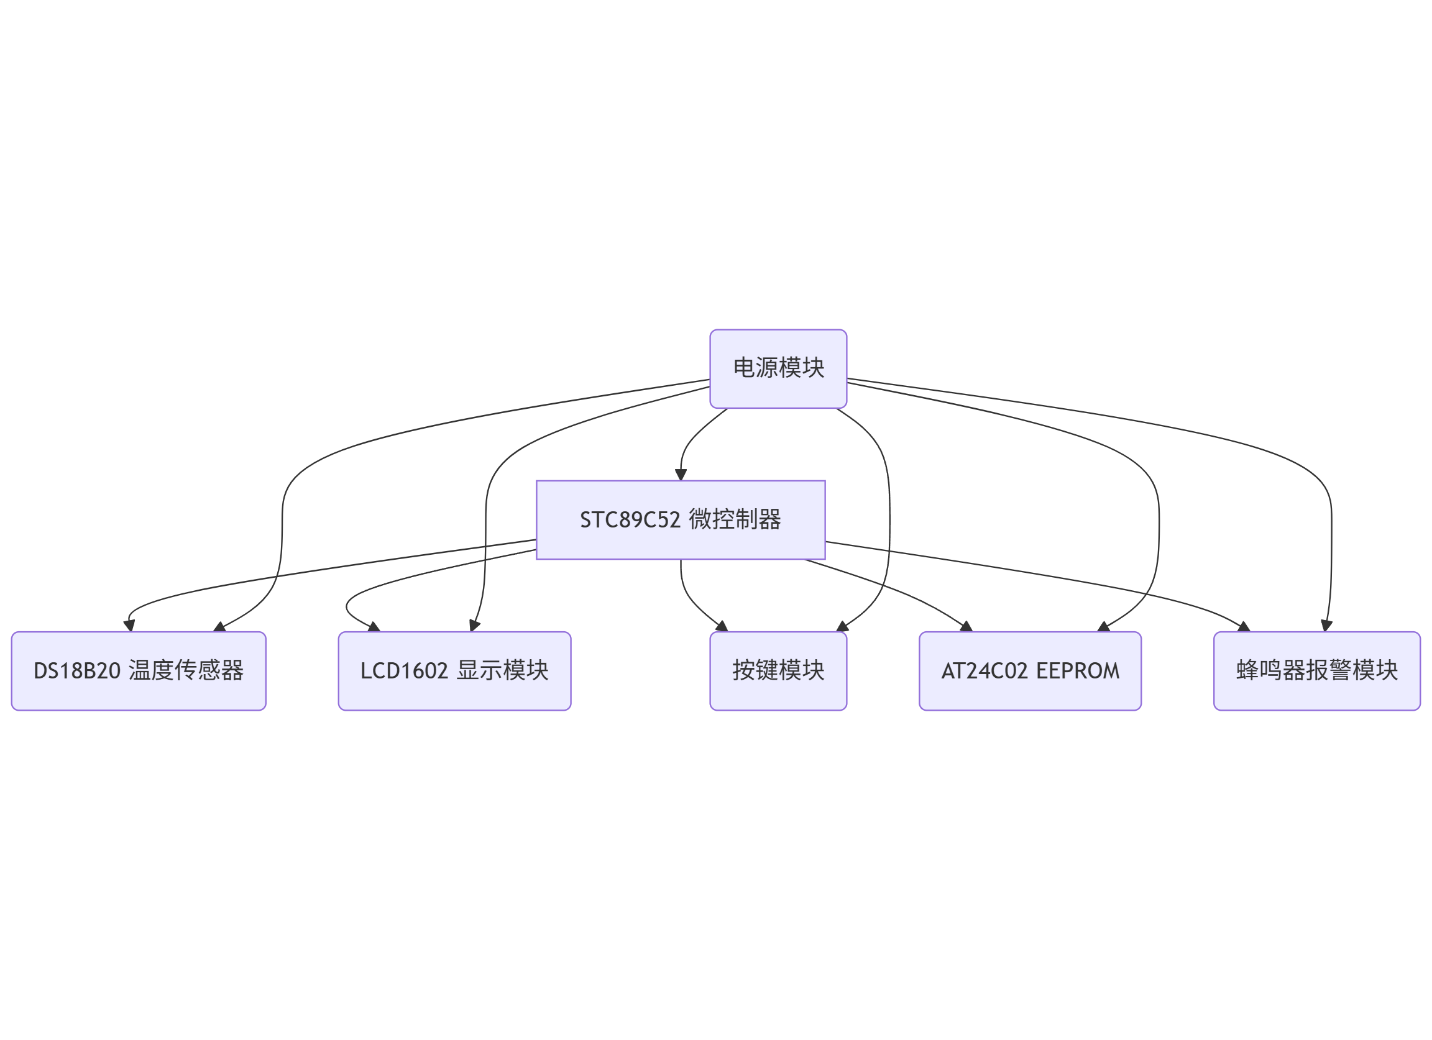 电源模块
STC89C52 微控制器
DS18B20 温度传感器
LCD1602 显示模块
按键模块
AT24C02 EEPROM
蜂鸣器报警模块